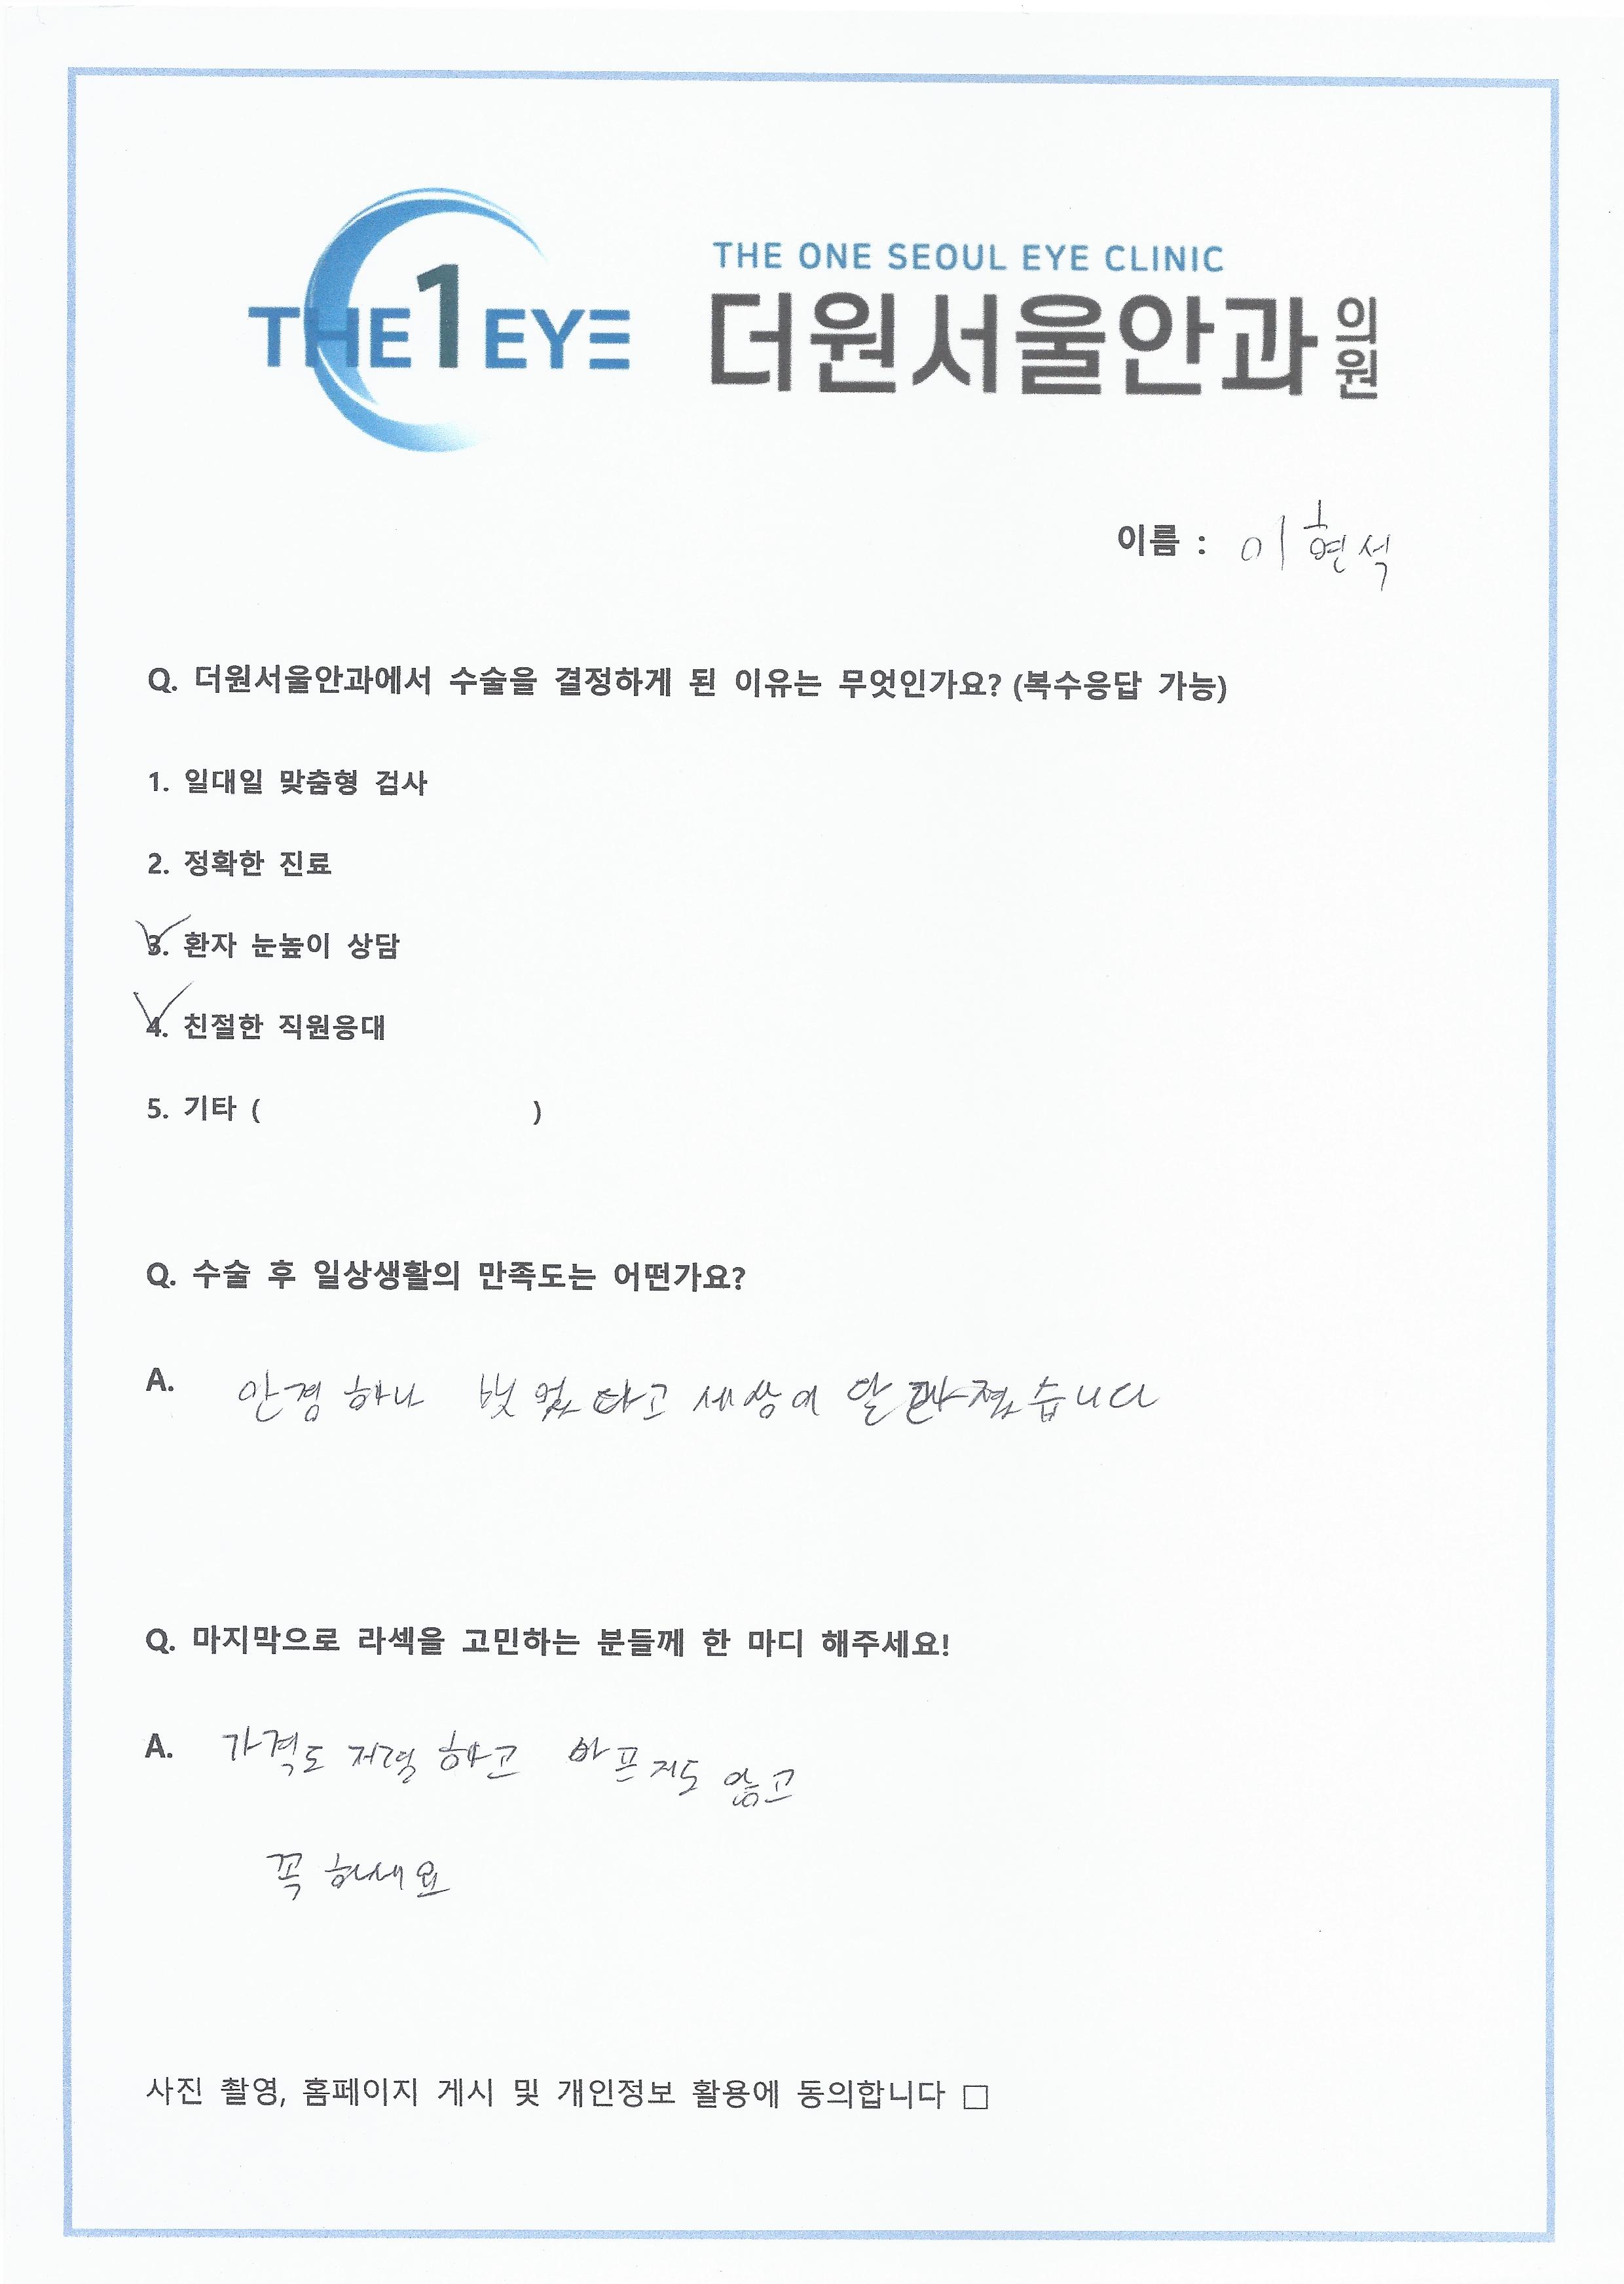 THE 1 EYE
THE ONE SEOUL EYE CLINIC
더원서울안과의원
이름 : 이현석
Q. 더원서울안과에서 수술을 결정하게 된 이유는 무엇인가요? (복수응답 가능)
1. 일대일 맞춤형 검사
2. 정확한 진료
3. 환자 눈높이 상담
4. 친절한 직원응대
5. 기타 ( )
Q. 수술 후 일상생활의 만족도는 어떤가요?
A. 안경 하나 벗었다고 세상이 달라졌습니다
Q. 마지막으로 라섹을 고민하는 분들께 한 마디 해주세요!
A. 가격도 저렴하고 아프지도 않고
꼭 하세요
사진 촬영, 홈페이지 게시 및 개인정보 활용에 동의합니다 □